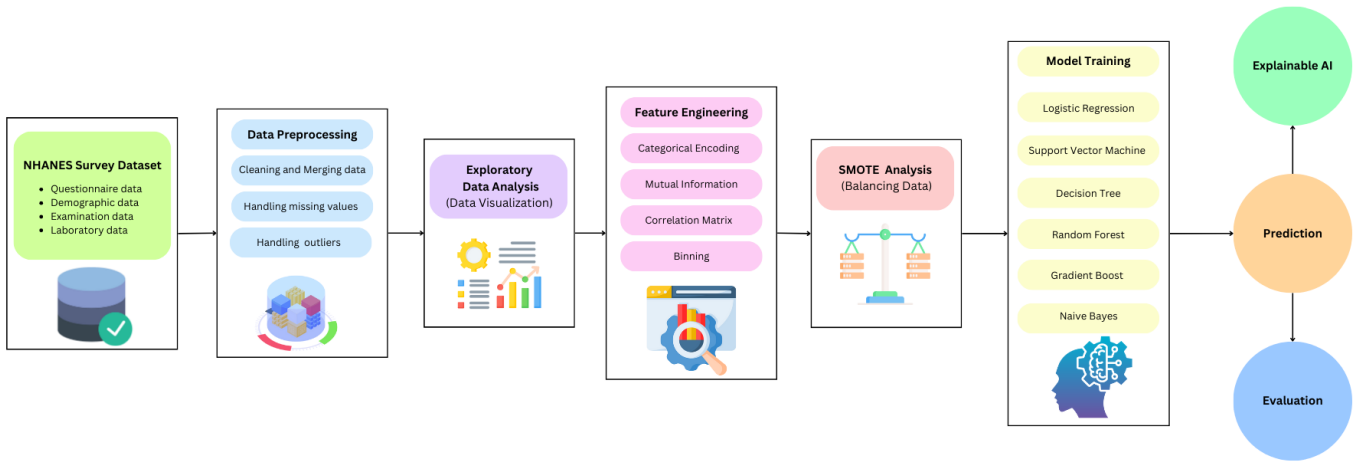 NHANES Survey Dataset
• Questionnaire data
• Demographic data
• Examination data
• Laboratory data
Data Preprocessing
Cleaning and Merging data
Handling missing values
Handling outliers
Exploratory
Data Analysis
(Data Visualization)
Feature Engineering
Categorical Encoding
Mutual Information
Correlation Matrix
Binning
SMOTE Analysis
(Balancing Data)
Model Training
Logistic Regression
Support Vector Machine
Decision Tree
Random Forest
Gradient Boost
Naive Bayes
Explainable AI
Prediction
Evaluation